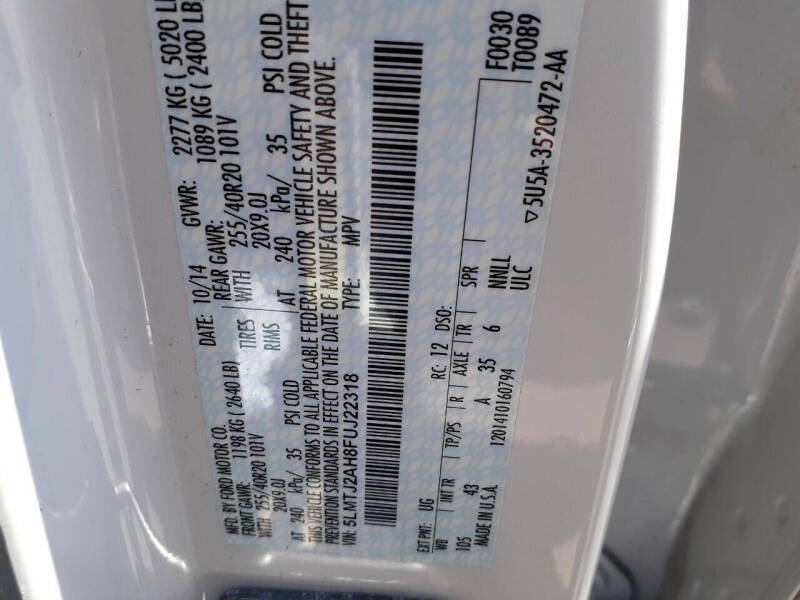 MFD. BY FORD MOTOR CO. DATE: 10/14 GVWR: 2277 KG ( 5020 LB
FRONT GAWR: 1198 KG ( 2640 LB) REAR GAWR: 1089 KG ( 2400 LB
WITH 255/40R20 101V TIRES WITH 255/40R20 101V
20X9.0J RIMS 20X9.0J
AT 240 kPa/ 35 PSI COLD AT 240 kPa/ 35 PSI COLD
THIS VEHICLE CONFORMS TO ALL APPLICABLE FEDERAL MOTOR VEHICLE SAFETY AND THEFT
PREVENTION STANDARDS IN EFFECT ON THE DATE OF MANUFACTURE SHOWN ABOVE.
VIN: 5LMTJ2AH8FUJ22318 TYPE: MPV
F0030
T0089
EXT PNT: UG RC: 12 DSO:
WB INT TR TP/PS R AXLE TR SPR
105 43 A 35 6 NNLL
MADE IN U.S.A. 1201410160794 ULC
▽5U5A-3520472-AA